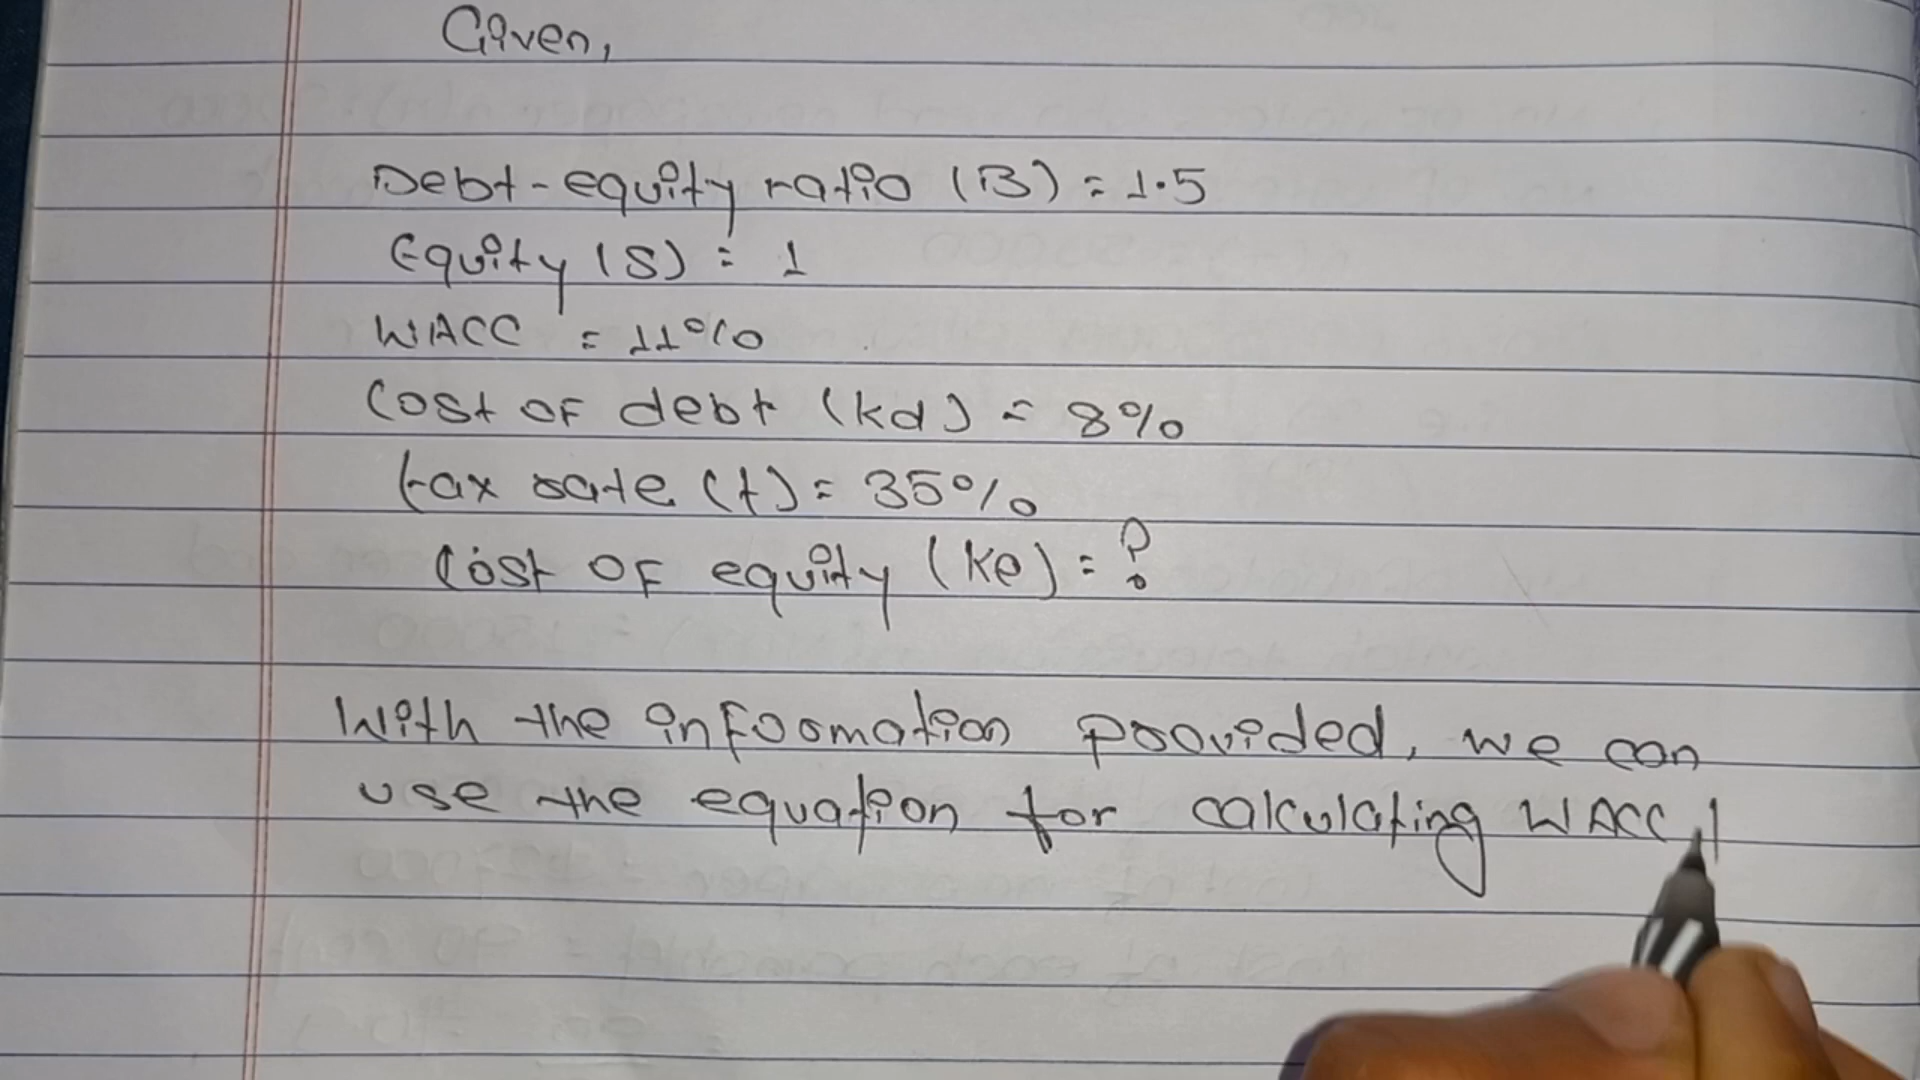 Given,
Debt-equity ratio (B) = 1.5
Equity (S) = 1
WACC = 11%
Cost OF debt (kd) = 8%
tax rate (t) = 35%
Cost OF equity (ke) = ?
With the information provided, we can
use the equation for calculating WACC